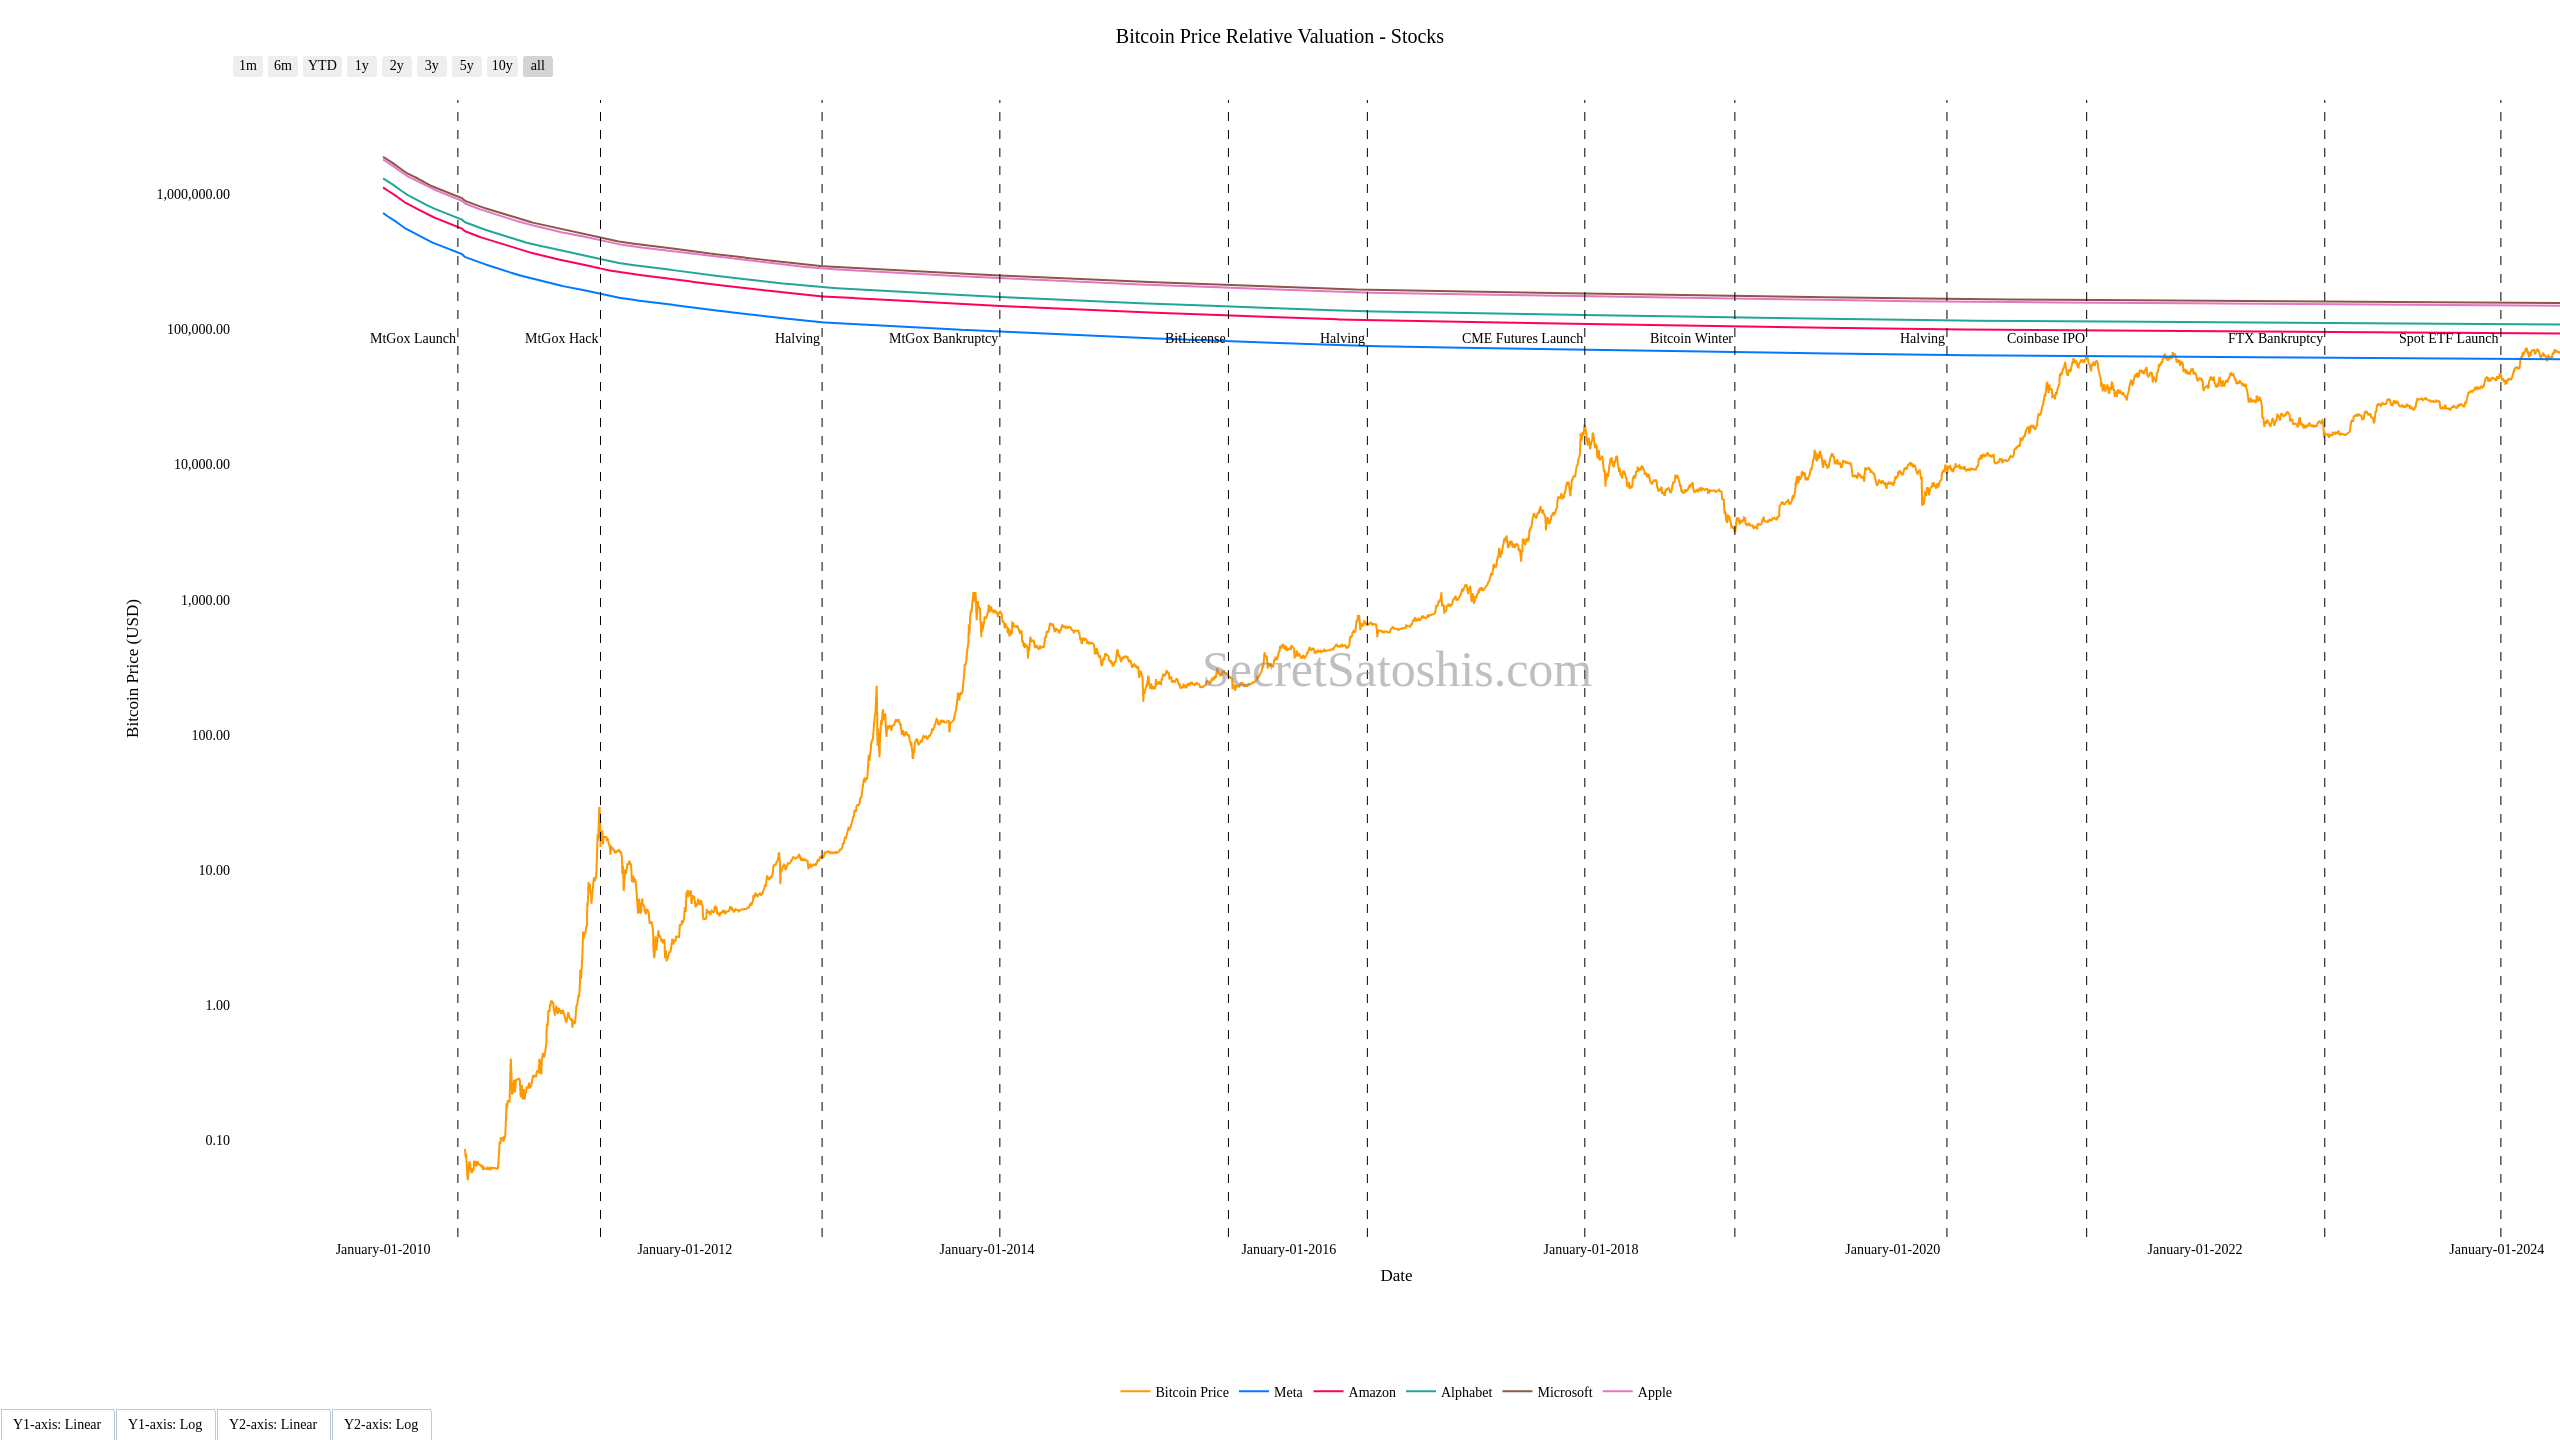 Bitcoin Price Relative Valuation - Stocks
1m 6m YTD 1y 2y 3y 5y 10y all
1,000,000.00
100,000.00
MtGox Launch MtGox Hack Halving MtGox Bankruptcy BitLicense Halving CME Futures Launch Bitcoin Winter Halving Coinbase IPO FTX Bankruptcy Spot ETF Launch
10,000.00
1,000.00
Bitcoin Price (USD)
SecretSatoshis.com
100.00
10.00
1.00
0.10
January-01-2010 January-01-2012 January-01-2014 January-01-2016 January-01-2018 January-01-2020 January-01-2022 January-01-2024
Date
Bitcoin Price Meta Amazon Alphabet Microsoft Apple
Y1-axis: Linear Y1-axis: Log Y2-axis: Linear Y2-axis: Log